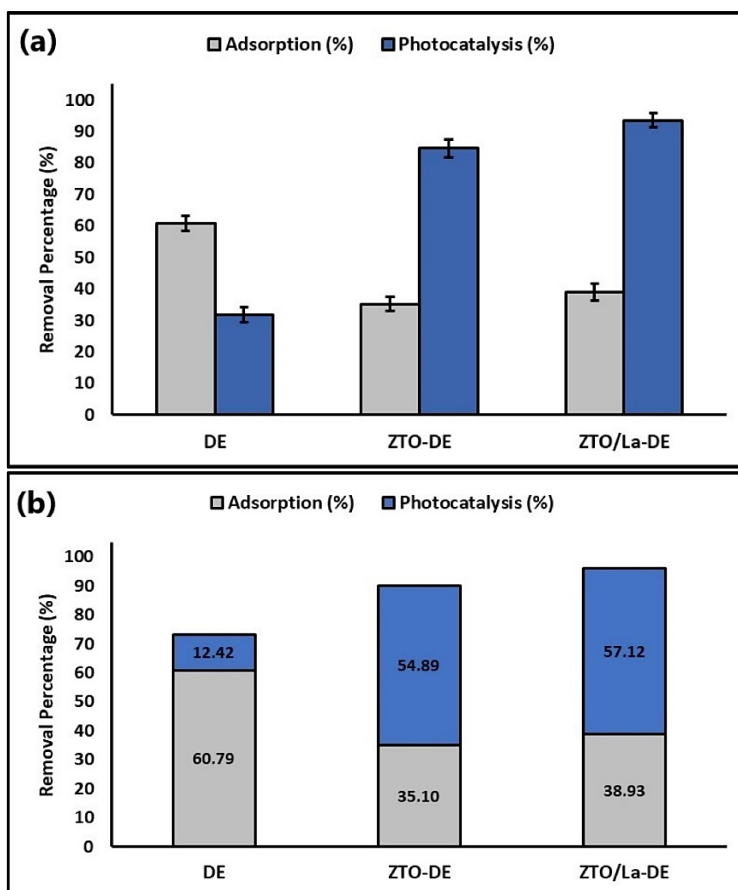 (a)
Adsorption (%) Photocatalysis (%)
Removal Percentage (%)
100
90
80
70
60
50
40
30
20
10
0
DE ZTO-DE ZTO/La-DE
(b)
Adsorption (%) Photocatalysis (%)
Removal Percentage (%)
100
90
80
70
60
50
40
30
20
10
0
12.42 54.89 57.12
60.79 35.10 38.93
DE ZTO-DE ZTO/La-DE